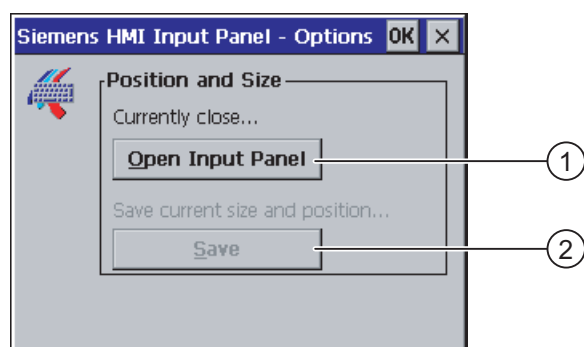 Siemens HMI Input Panel - Options OK ×
Position and Size
Currently close...
Open Input Panel
1
Save current size and position...
Save
2